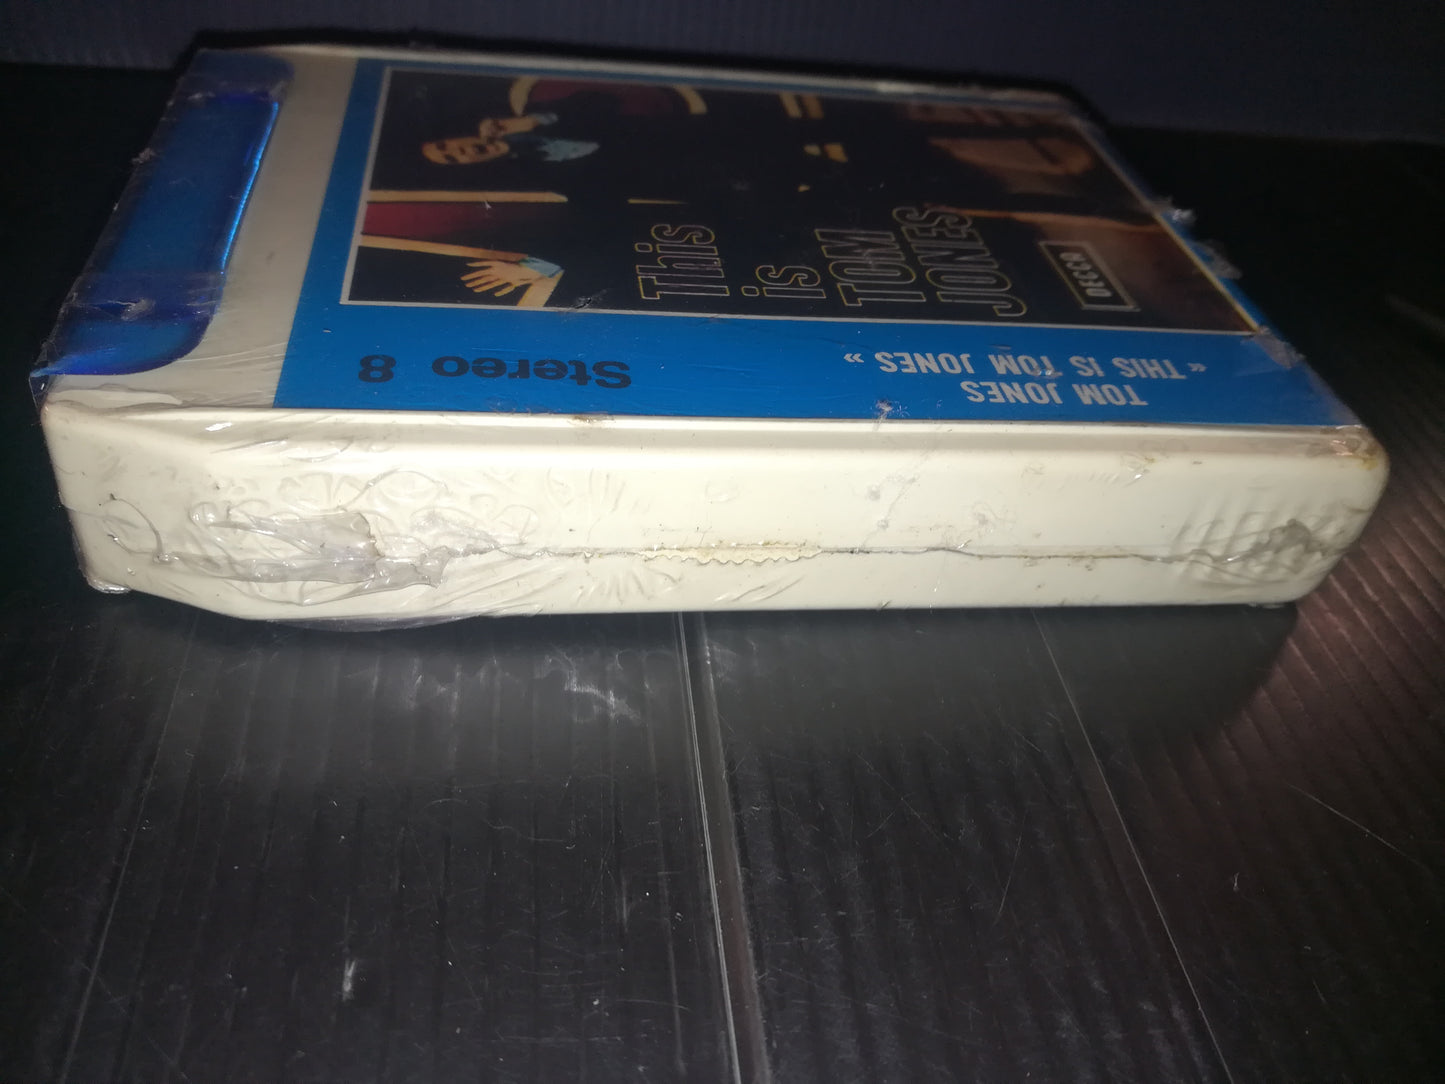 This
is
TOM
JONES
DECCA
TOM JONES
« THIS IS TOM JONES »
Stereo 8